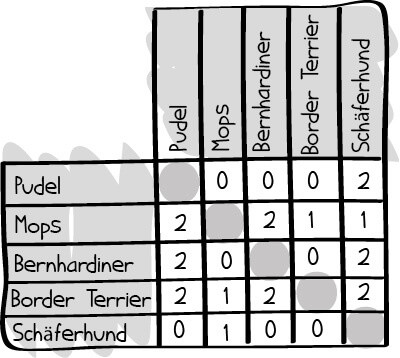 Pudel Mops Bernhardiner Border Terrier Schäferhund
Pudel 0 0 0 2
Mops 2 2 1 1
Bernhardiner 2 0 0 2
Border Terrier 2 1 2 2
Schäferhund 0 1 0 0